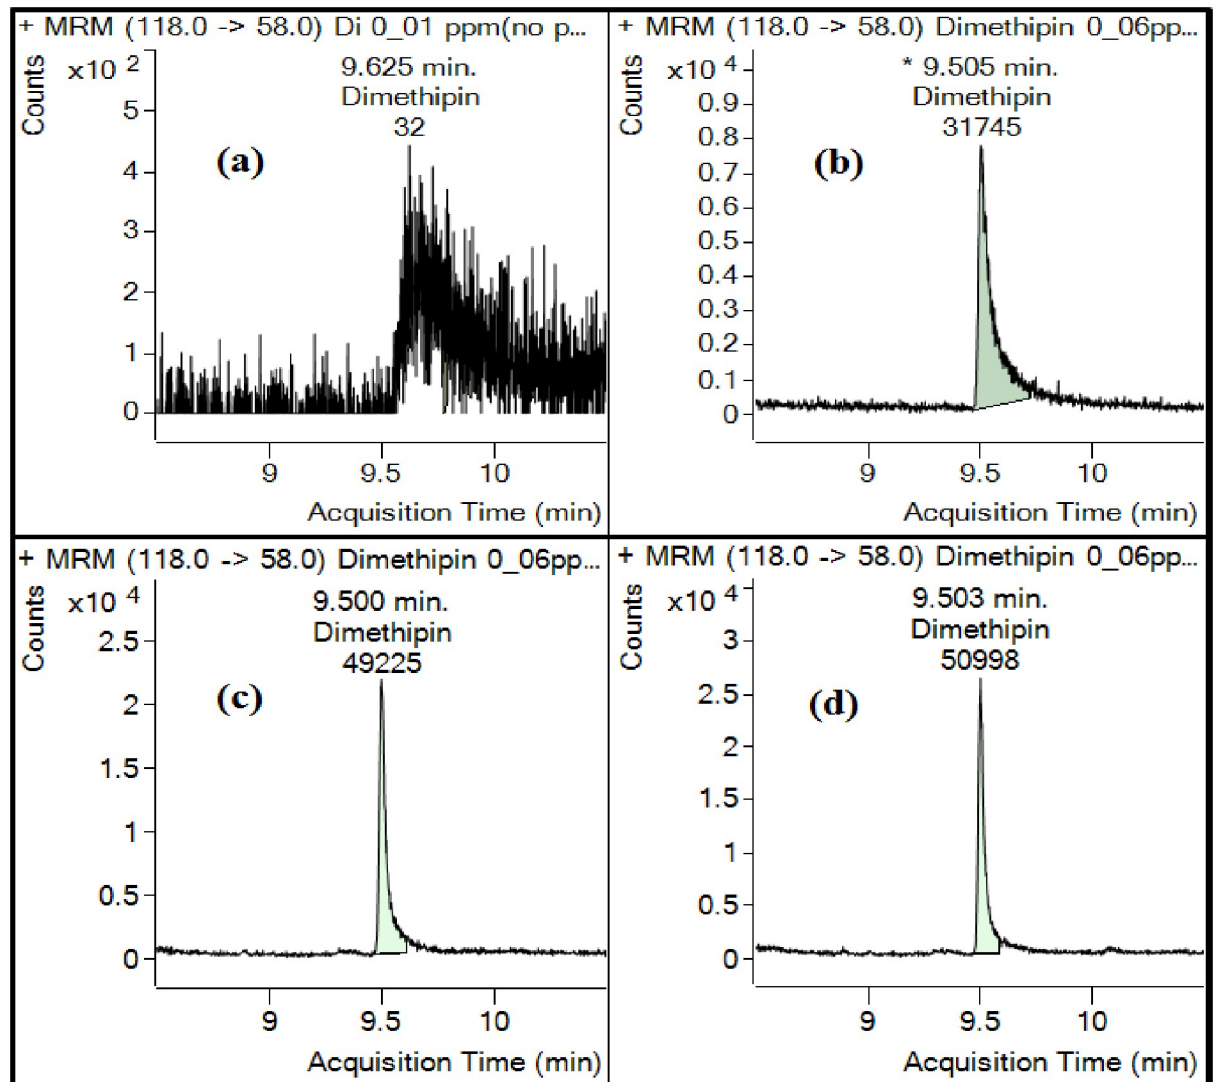 + MRM (118.0 -> 58.0) Di 0_01 ppm(no p...
x10 2
Counts
9.625 min.
Dimethipin
32
(a)
5
4
3
2
1
0
9 9.5 10
Acquisition Time (min)
+ MRM (118.0 -> 58.0) Dimethipin 0_06pp...
x10 4
Counts
* 9.505 min.
Dimethipin
31745
(b)
0.9
0.8
0.7
0.6
0.5
0.4
0.3
0.2
0.1
0
9 9.5 10
Acquisition Time (min)
+ MRM (118.0 -> 58.0) Dimethipin 0_06pp...
x10 4
Counts
9.500 min.
Dimethipin
49225
(c)
2.5
2
1.5
1
0.5
0
9 9.5 10
Acquisition Time (min)
+ MRM (118.0 -> 58.0) Dimethipin 0_06pp...
x10 4
Counts
9.503 min.
Dimethipin
50998
(d)
3
2.5
2
1.5
1
0.5
0
9 9.5 10
Acquisition Time (min)